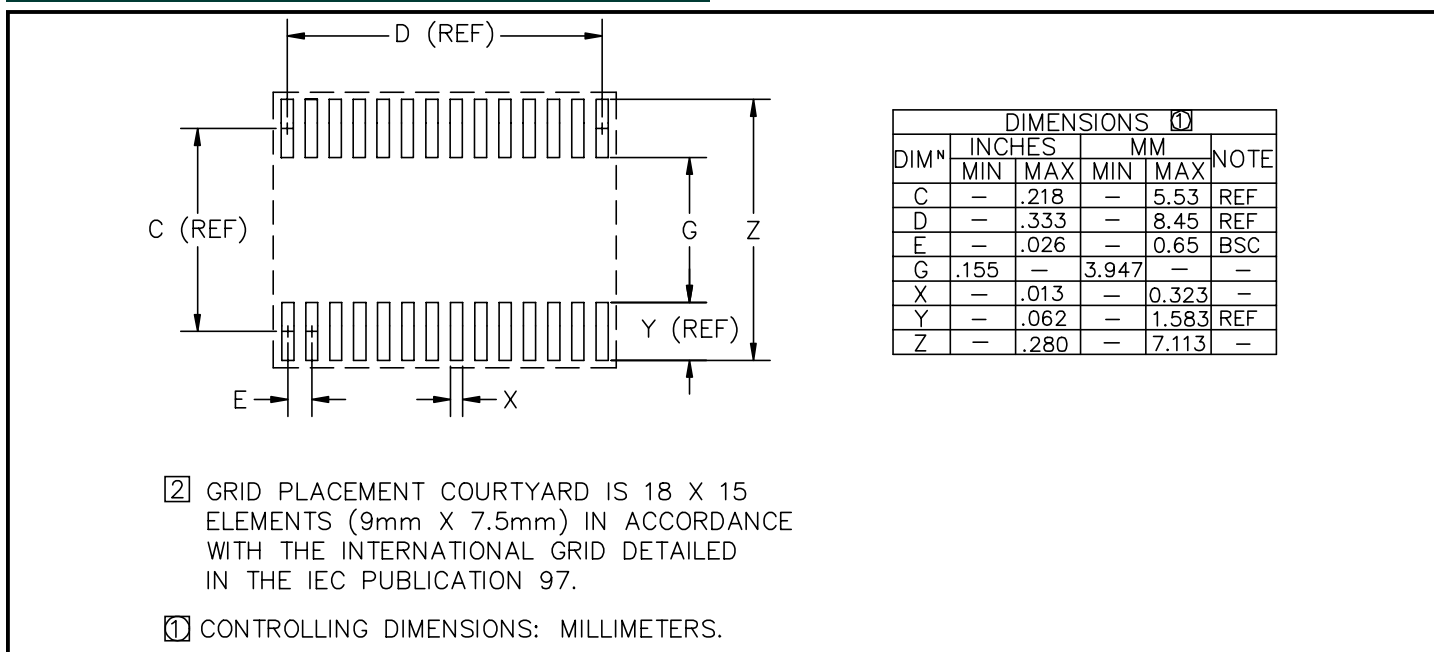 D (REF)
C (REF)
G
Z
Y (REF)
E
X
DIMENSIONS 1
DIMᴺ INCHES MM NOTE
MIN MAX MIN MAX
C – .218 – 5.53 REF
D – .333 – 8.45 REF
E – .026 – 0.65 BSC
G .155 – 3.947 – –
X – .013 – 0.323 –
Y – .062 – 1.583 REF
Z – .280 – 7.113 –
2 GRID PLACEMENT COURTYARD IS 18 X 15
ELEMENTS (9mm X 7.5mm) IN ACCORDANCE
WITH THE INTERNATIONAL GRID DETAILED
IN THE IEC PUBLICATION 97.
1 CONTROLLING DIMENSIONS: MILLIMETERS.